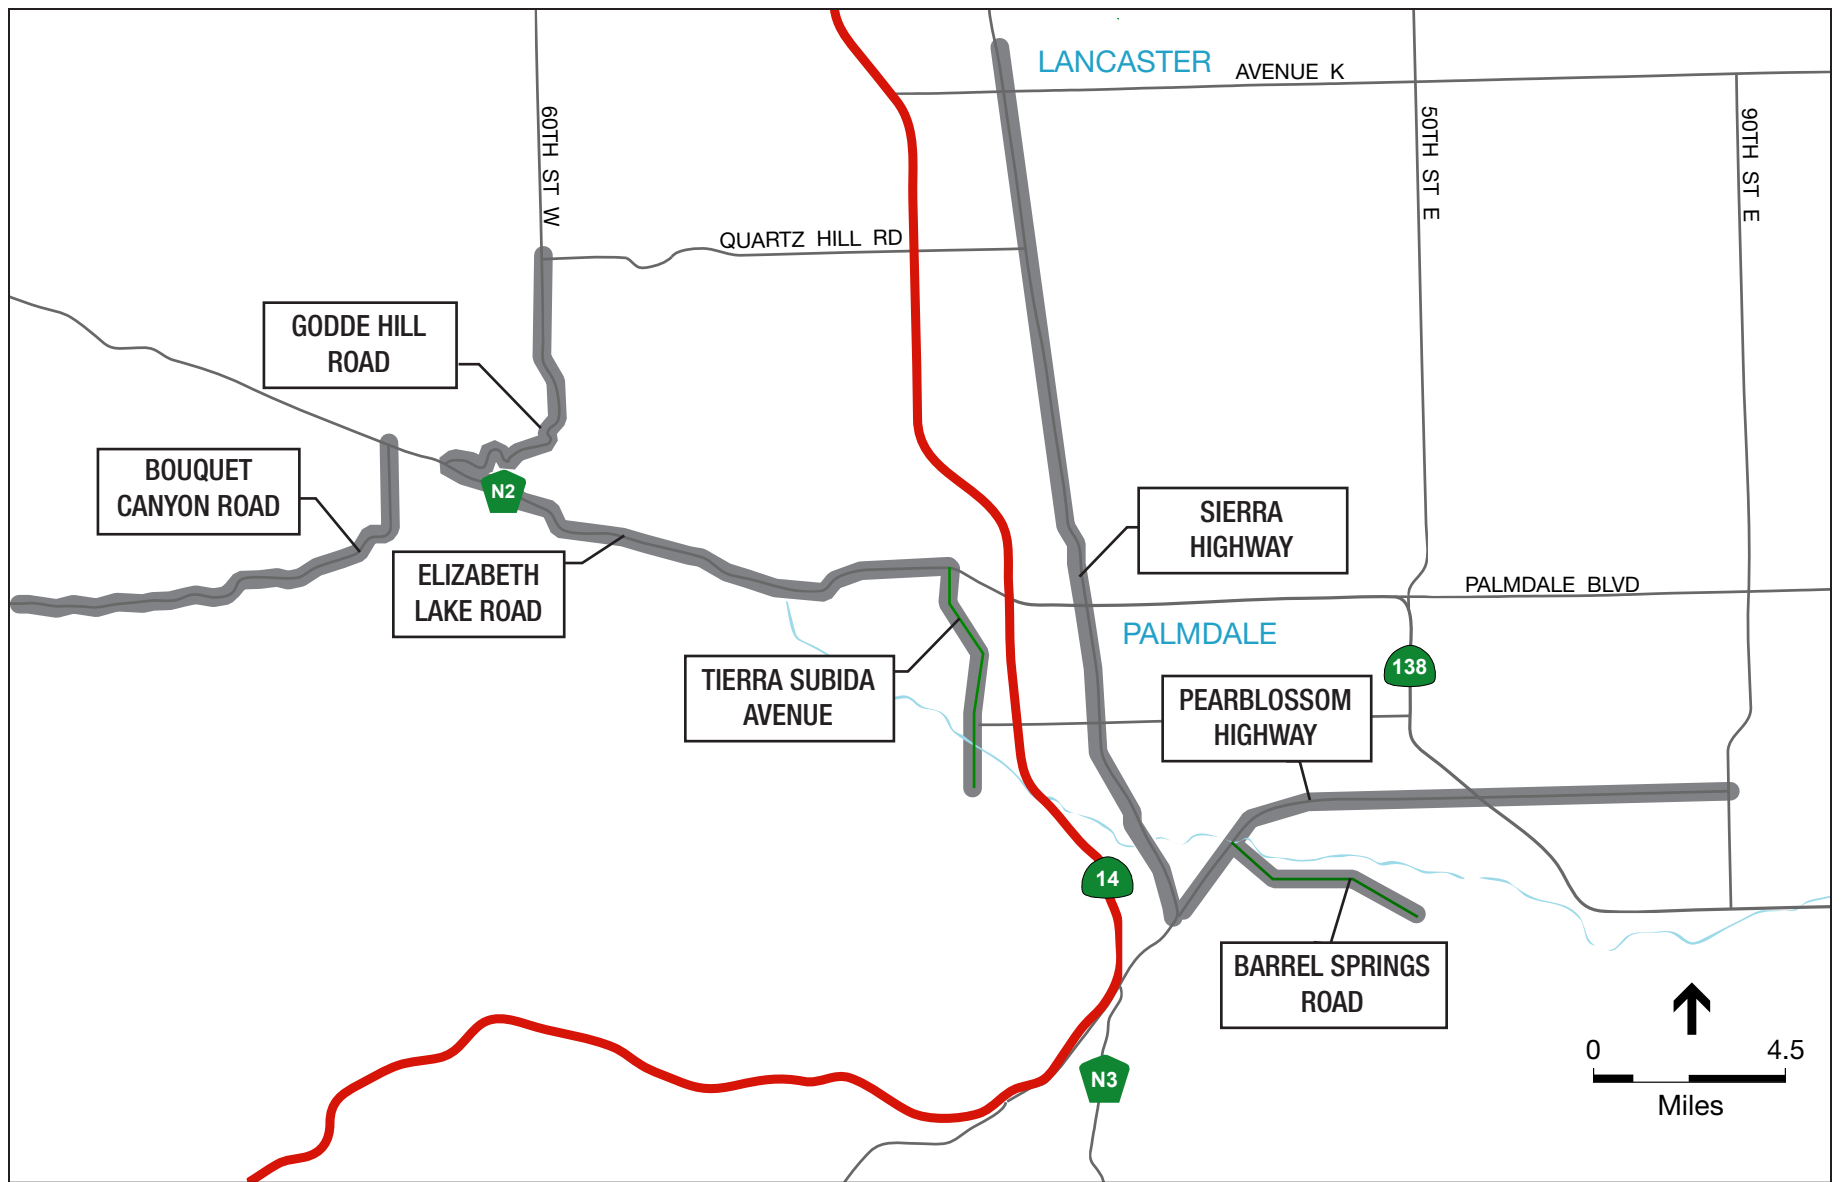 LANCASTER
AVENUE K
60TH ST W
50TH ST E
90TH ST E
QUARTZ HILL RD
GODDE HILL
ROAD
BOUQUET
CANYON ROAD
N2
SIERRA
HIGHWAY
ELIZABETH
LAKE ROAD
PALMDALE BLVD
PALMDALE
138
TIERRA SUBIDA
AVENUE
PEARBLOSSOM
HIGHWAY
14
BARREL SPRINGS
ROAD
N3
0 4.5
Miles